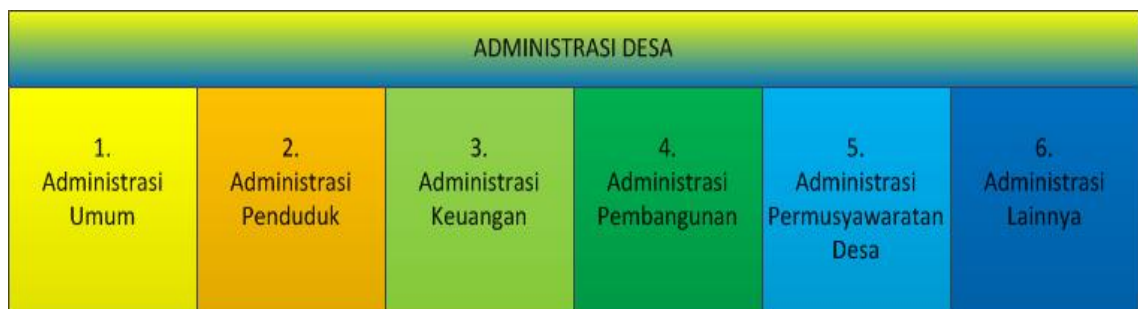 ADMINISTRASI DESA
1.
Administrasi
Umum
2.
Administrasi
Penduduk
3.
Administrasi
Keuangan
4.
Administrasi
Pembangunan
5.
Administrasi
Permusyawaratan
Desa
6.
Administrasi
Lainnya